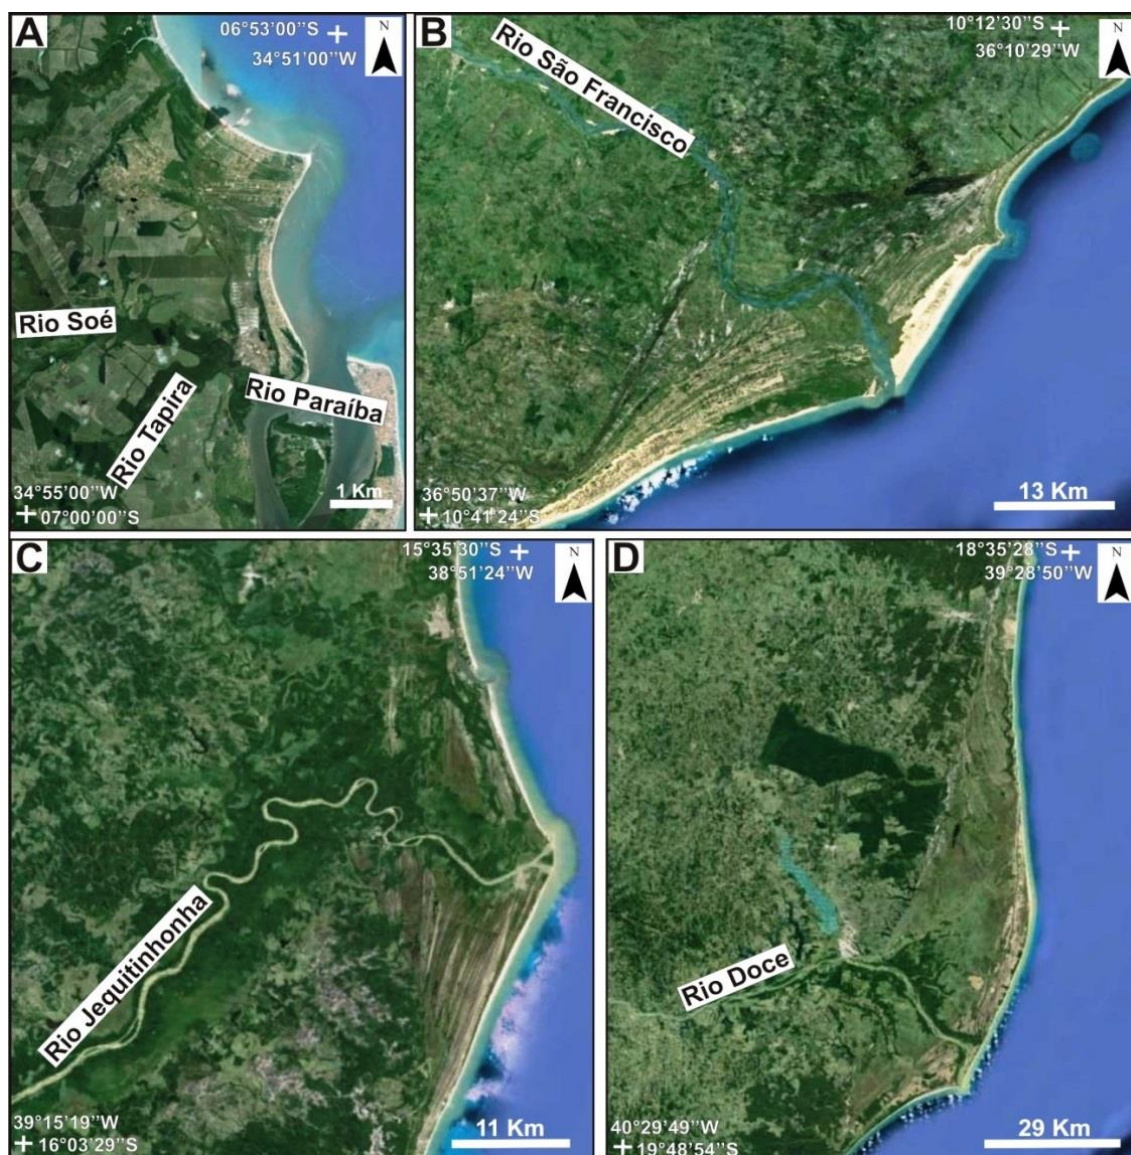 A
06°53'00''S
34°51'00''W
N
Rio Soé
Rio Tapira
Rio Paraíba
34°55'00''W
07°00'00''S
1 Km
B
10°12'30''S
36°10'29''W
N
Rio São Francisco
36°50'37''W
10°41'24''S
13 Km
C
15°35'30''S
38°51'24''W
N
Rio Jequitinhonha
39°15'19''W
16°03'29''S
11 Km
D
18°35'28''S
39°28'50''W
N
Rio Doce
40°29'49''W
19°48'54''S
29 Km